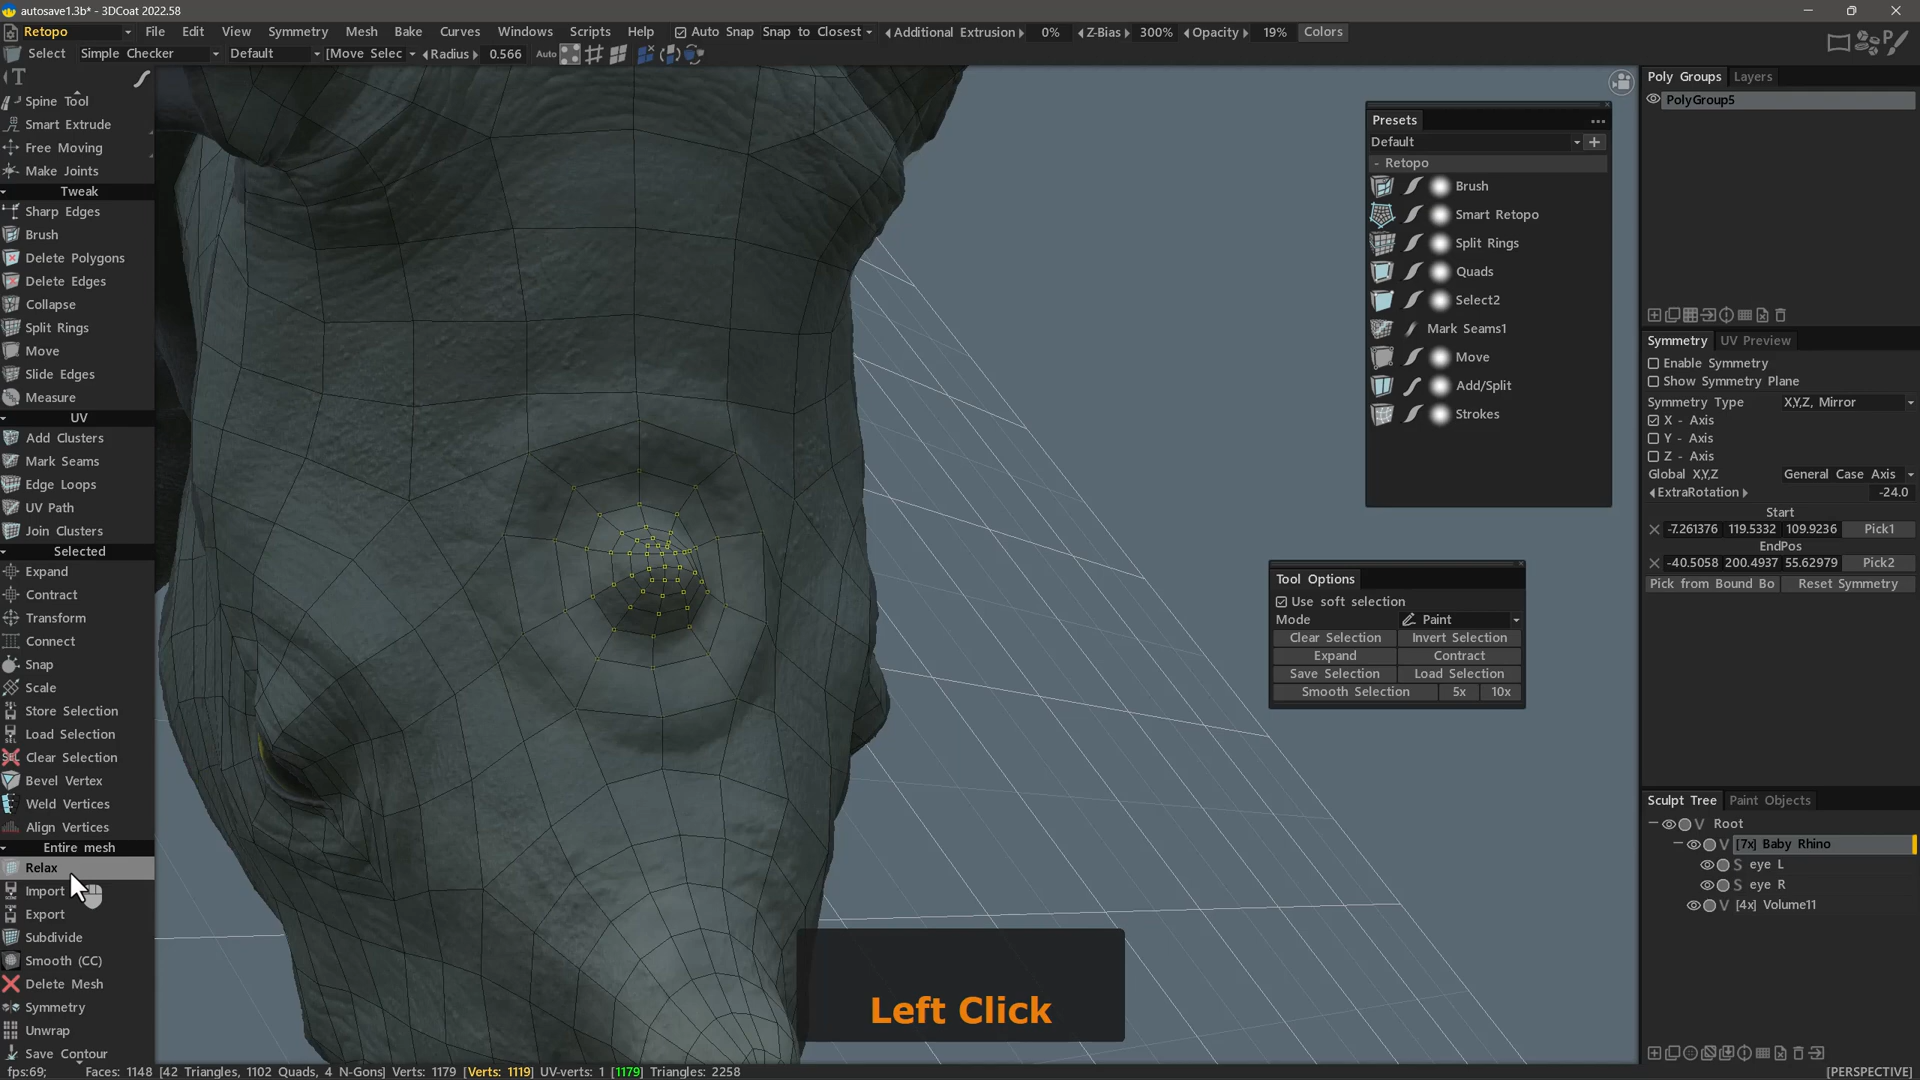 autosave1.3b* - 3DCoat 2022.58
Retopo File Edit View Symmetry Mesh Bake Curves Windows Scripts Help Auto Snap Snap to Closest Additional Extrusion 0% Z-Bias 300% Opacity 19% Colors
Select Simple Checker Default [Move Selec Radius 0.566 Auto
Spine Tool
Smart Extrude
Free Moving
Make Joints
Tweak
Sharp Edges
Brush
Delete Polygons
Delete Edges
Collapse
Split Rings
Move
Slide Edges
Measure
UV
Add Clusters
Mark Seams
Edge Loops
UV Path
Join Clusters
Selected
Expand
Contract
Transform
Connect
Snap
Scale
Store Selection
Load Selection
Clear Selection
Bevel Vertex
Weld Vertices
Align Vertices
Entire mesh
Relax
Import
Export
Subdivide
Smooth (CC)
Delete Mesh
Symmetry
Unwrap
Save Contour
Presets
Default
- Retopo
Brush
Smart Retopo
Split Rings
Quads
Select2
Mark Seams1
Move
Add/Split
Strokes
Tool Options
Use soft selection
Mode Paint
Clear Selection Invert Selection
Expand Contract
Save Selection Load Selection
Smooth Selection 5x 10x
Left Click
Poly Groups Layers
PolyGroup5
Symmetry UV Preview
Enable Symmetry
Show Symmetry Plane
Symmetry Type X,Y,Z, Mirror
X - Axis
Y - Axis
Z - Axis
Global X,Y,Z General Case Axis
ExtraRotation -24.0
Start
-7.261376 119.5332 109.9236 Pick1
EndPos
-40.5058 200.4937 55.62979 Pick2
Pick from Bound Bo Reset Symmetry
Sculpt Tree Paint Objects
V Root
V [7x] Baby Rhino
S eye L
S eye R
V [4x] Volume11
fps:69; Faces: 1148 [42 Triangles, 1102 Quads, 4 N-Gons] Verts: 1179 [Verts: 1119] UV-verts: 1 [1179] Triangles: 2258 [PERSPECTIVE]